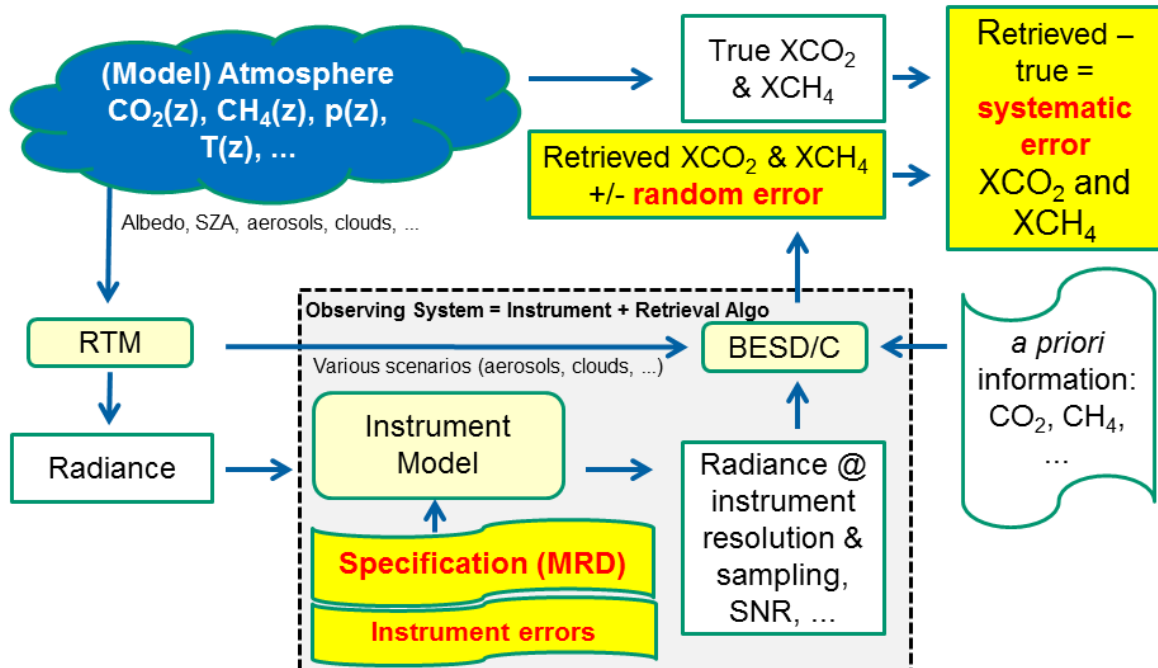 (Model) Atmosphere
CO₂(z), CH₄(z), p(z),
T(z), ...
True XCO₂
& XCH₄
Retrieved –
true =
systematic
error
XCO₂ and
XCH₄
Retrieved XCO₂ & XCH₄
+/- random error
Albedo, SZA, aerosols, clouds, ...
Observing System = Instrument + Retrieval Algo
RTM
BESD/C
Various scenarios (aerosols, clouds, ...)
a priori
information:
CO₂, CH₄,
...
Radiance
Instrument
Model
Radiance @
instrument
resolution &
sampling,
SNR, ...
Specification (MRD)
Instrument errors